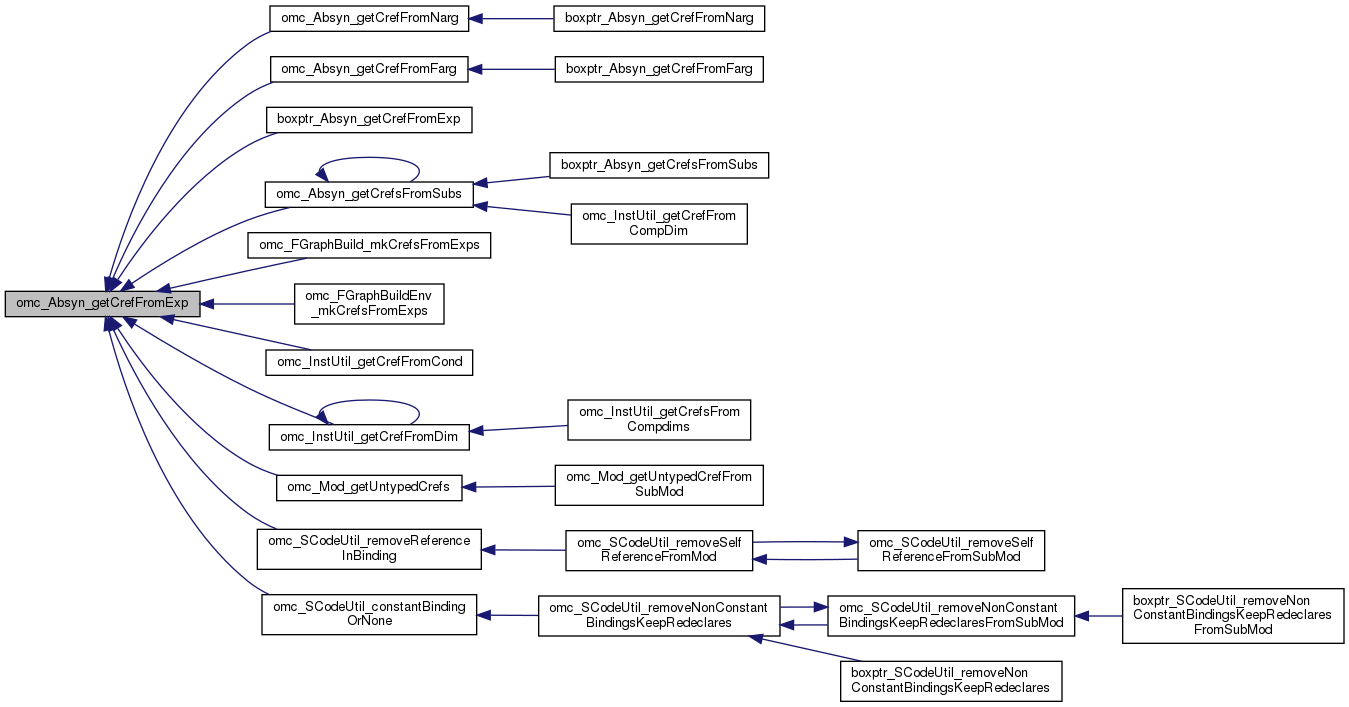 omc_Absyn_getCrefFromNarg
boxptr_Absyn_getCrefFromNarg
omc_Absyn_getCrefFromFarg
boxptr_Absyn_getCrefFromFarg
boxptr_Absyn_getCrefFromExp
boxptr_Absyn_getCrefsFromSubs
omc_Absyn_getCrefsFromSubs
omc_InstUtil_getCrefFrom
CompDim
omc_FGraphBuild_mkCrefsFromExps
omc_Absyn_getCrefFromExp
omc_FGraphBuildEnv
_mkCrefsFromExps
omc_InstUtil_getCrefFromCond
omc_InstUtil_getCrefsFrom
Compdims
omc_InstUtil_getCrefFromDim
omc_Mod_getUntypedCrefs
omc_Mod_getUntypedCrefFrom
SubMod
omc_SCodeUtil_removeReference
InBinding
omc_SCodeUtil_removeSelf
ReferenceFromMod
omc_SCodeUtil_removeSelf
ReferenceFromSubMod
omc_SCodeUtil_constantBinding
OrNone
omc_SCodeUtil_removeNonConstant
BindingsKeepRedeclares
omc_SCodeUtil_removeNonConstant
BindingsKeepRedeclaresFromSubMod
boxptr_SCodeUtil_removeNon
ConstantBindingsKeepRedeclares
FromSubMod
boxptr_SCodeUtil_removeNon
ConstantBindingsKeepRedeclares